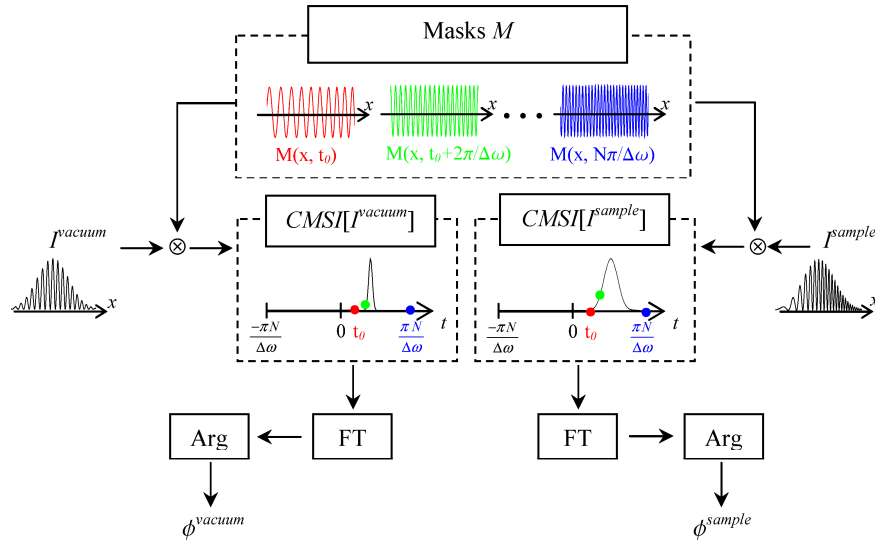 Masks M
x x x
M(x, t₀) M(x, t₀+2π/Δω) M(x, Nπ/Δω)
CMSI[I^vacuum] CMSI[I^sample]
I^vacuum ⊗ ⊗ I^sample
x x
−πN/Δω 0 t₀ πN/Δω t −πN/Δω 0 t₀ πN/Δω t
Arg FT FT Arg
ϕ^vacuum ϕ^sample